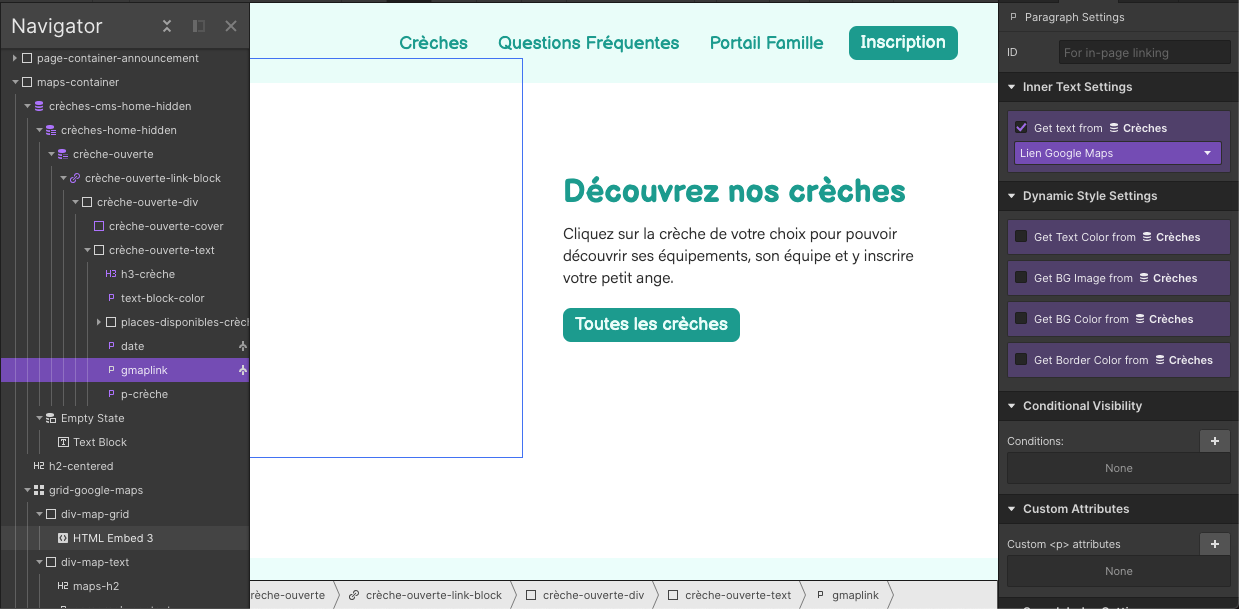 Navigator
page-container-announcement
maps-container
crèches-cms-home-hidden
crèches-home-hidden
crèche-ouverte
crèche-ouverte-link-block
crèche-ouverte-div
crèche-ouverte-cover
crèche-ouverte-text
H3 h3-crèche
P text-block-color
places-disponibles-crècl
P date
P gmaplink
P p-crèche
Empty State
T Text Block
H2 h2-centered
grid-google-maps
div-map-grid
HTML Embed 3
div-map-text
H2 maps-h2
Crèches Questions Fréquentes Portail Famille Inscription
Découvrez nos crèches
Cliquez sur la crèche de votre choix pour pouvoir
découvrir ses équipements, son équipe et y inscrire
votre petit ange.
Toutes les crèches
rèche-ouverte crèche-ouverte-link-block crèche-ouverte-div crèche-ouverte-text P gmaplink
P Paragraph Settings
ID For in-page linking
Inner Text Settings
Get text from Crèches
Lien Google Maps
Dynamic Style Settings
Get Text Color from Crèches
Get BG Image from Crèches
Get BG Color from Crèches
Get Border Color from Crèches
Conditional Visibility
Conditions: +
None
Custom Attributes
Custom <p> attributes +
None